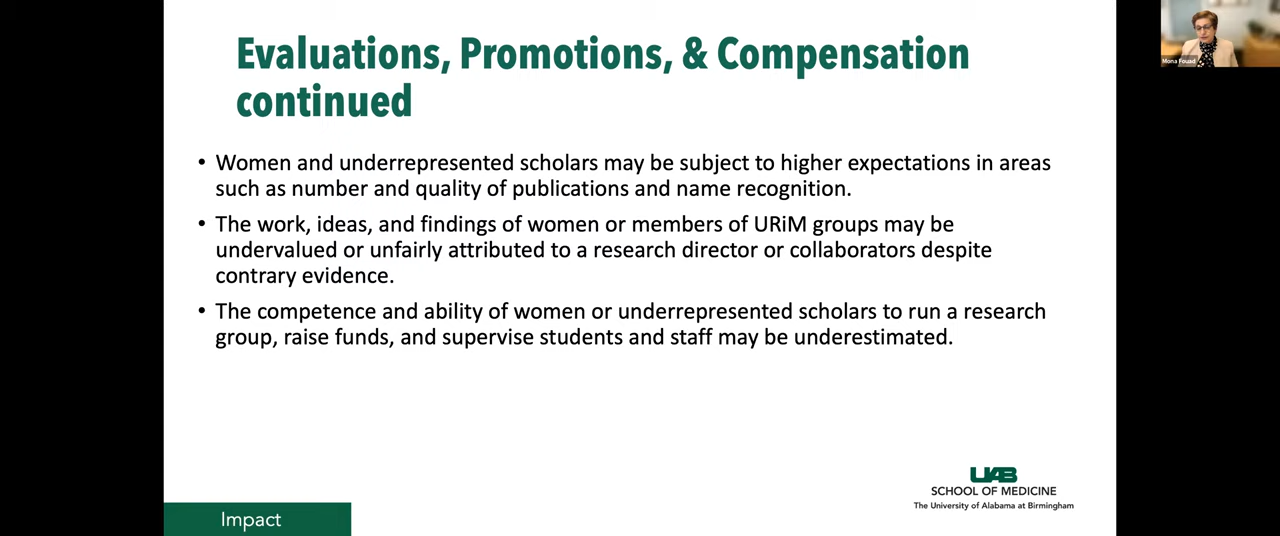 Evaluations, Promotions, & Compensation
continued
Mona Fouad
• Women and underrepresented scholars may be subject to higher expectations in areas
such as number and quality of publications and name recognition.
• The work, ideas, and findings of women or members of URiM groups may be
undervalued or unfairly attributed to a research director or collaborators despite
contrary evidence.
• The competence and ability of women or underrepresented scholars to run a research
group, raise funds, and supervise students and staff may be underestimated.
UAB
SCHOOL OF MEDICINE
The University of Alabama at Birmingham
Impact